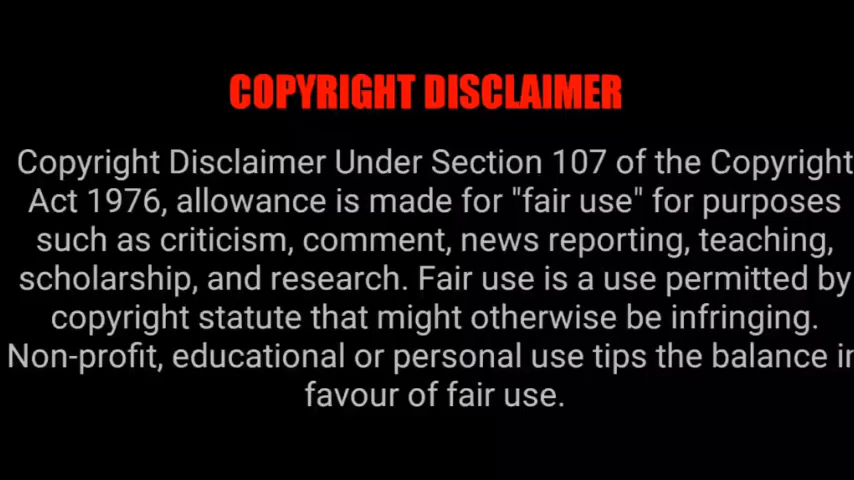 COPYRIGHT DISCLAIMER
Copyright Disclaimer Under Section 107 of the Copyright
Act 1976, allowance is made for "fair use" for purposes
such as criticism, comment, news reporting, teaching,
scholarship, and research. Fair use is a use permitted by
copyright statute that might otherwise be infringing.
Non-profit, educational or personal use tips the balance in
favour of fair use.